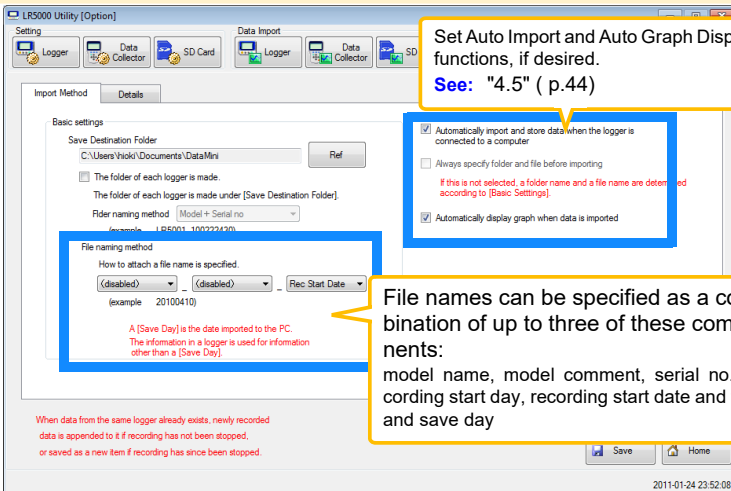 LR5000 Utility [Option]
Setting
Data Import
Logger
Data Collector
SD Card
Logger
Data Collector
SD
Set Auto Import and Auto Graph Disp
functions, if desired.
See: "4.5" ( p.44)
Import Method
Details
Basic settings
Save Destination Folder
C:\Users\hioki\Documents\DataMini
Ref
The folder of each logger is made.
The folder of each logger is made under [Save Destination Folder].
Flder naming method
Model + Serial no
(example LR5001_100222430)
Automatically import and store data when the logger is
connected to a computer
Always specify folder and file before importing
If this is not selected, a folder name and a file name are determined
according to [Basic Setttings].
Automatically display graph when data is imported
File naming method
How to attach a file name is specified.
(disabled) _ (disabled) _ Rec Start Date
(example 20100410)
A [Save Day] is the date imported to the PC.
The information in a logger is used for information
other than a [Save Day].
File names can be specified as a co
bination of up to three of these com
nents:
model name, model comment, serial no.
cording start day, recording start date and
and save day
When data from the same logger already exists, newly recorded
data is appended to it if recording has not been stopped,
or saved as a new item if recording has since been stopped.
Save
Home
2011-01-24 23:52:08